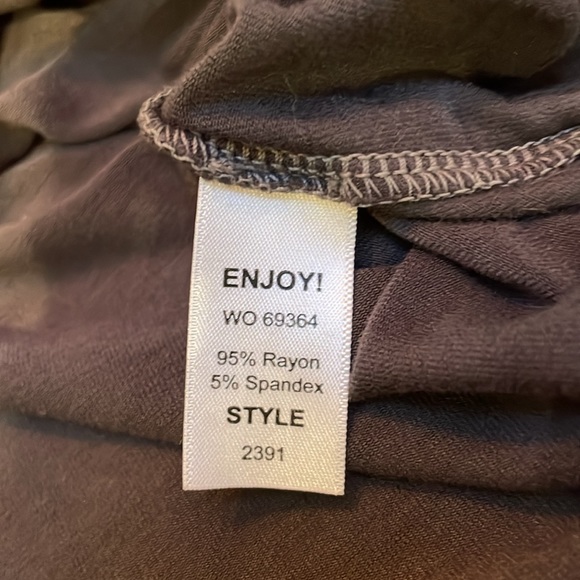 ENJOY!
WO 69364
95% Rayon
5% Spandex
STYLE
2391